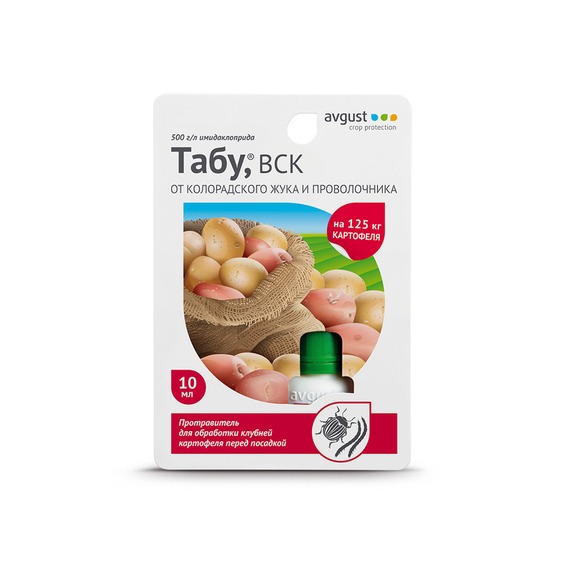 avgust
crop protection
500 г/л имидаклоприда
Табу,® ВСК
ОТ КОЛОРАДСКОГО ЖУКА И ПРОВОЛОЧНИКА
на 125 кг
КАРТОФЕЛЯ
avgust
10
мл
Протравитель
для обработки клубней
картофеля перед посадкой